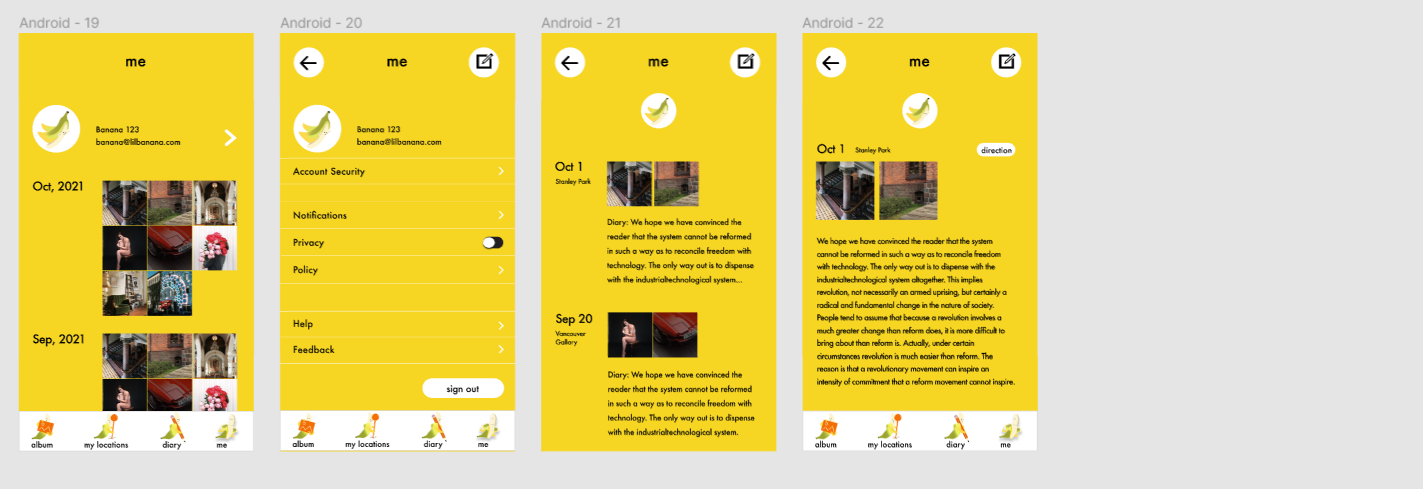 Android - 19
me
Banana 123
banana@lilbanana.com
Oct, 2021
Sep, 2021
album
my locations
diary
me
Android - 20
me
Banana 123
banana@lilbanana.com
Account Security
Notifications
Privacy
Policy
Help
Feedback
sign out
album
my locations
diary
me
Android - 21
me
Oct 1
Stanley Park
Diary: We hope we have convinced the
reader that the system cannot be reformed
in such a way as to reconcile freedom with
technology. The only way out is to dispense
with the industrialtechnological system...
Sep 20
Vancouver
Gallary
Diary: We hope we have convinced the
reader that the system cannot be reformed
in such a way as to reconcile freedom with
technology. The only way out is to dispense
with the industrialtechnological system.
Android - 22
me
Oct 1 Stanley Park
direction
We hope we have convinced the reader that the system
cannot be reformed in such a way as to reconcile freedom
with technology. The only way out is to dispense with the
industrialtechnological system altogether. This implies
revolution, not necessarily an armed uprising, but certainly a
radical and fundamental change in the nature of society.
People tend to assume that because a revolution involves a
much greater change than reform does, it is more difficult to
bring about than reform is. Actually, under certain
circumstances revolution is much easier than reform. The
reason is that a revolutionary movement can inspire an
intensity of commitment that a reform movement cannot inspire.
album
my locations
diary
me